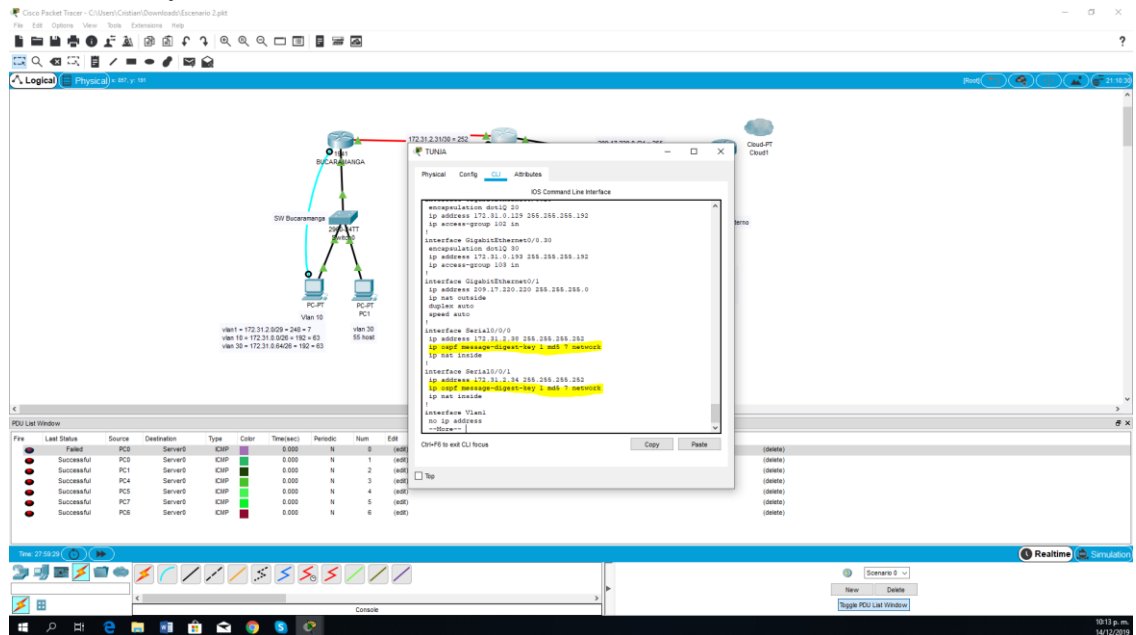 Cisco Packet Tracer - C:\Users\Cristian\Downloads\Escenario 2.pkt
File Edit Options View Tools Extensions Help
Logical Physical x: 857, y: 151 [Root] 21:10:30
172.31.2.31/30 = 252
BUCARAMANGA
Cloud-PT
Cloud1
SW Bucaramanga
PC-PT
Vlan 10
PC-PT
PC1
vlan1 = 172.31.2.0/29 = 248 = 7
vlan 10 = 172.31.0.0/26 = 192 = 63
vlan 30 = 172.31.0.64/26 = 192 = 63
vlan 30
55 host
TUNJA
Physical Config CLI Attributes
IOS Command Line Interface
encapsulation dot1Q 20
ip address 172.31.0.129 255.255.255.192
ip access-group 102 in
!
interface GigabitEthernet0/0.30
encapsulation dot1Q 30
ip address 172.31.0.193 255.255.255.192
ip access-group 103 in
!
interface GigabitEthernet0/1
ip address 209.17.220.220 255.255.255.0
ip nat outside
duplex auto
speed auto
!
interface Serial0/0/0
ip address 255.255.255.252
ip ospf message-digest-key 1 md5 7 network
ip nat inside
!
interface Serial0/0/1
ip address 172.31.2.34 255.255.255.252
ip ospf message-digest-key 1 md5 7 network
ip nat inside
!
interface Vlan1
no ip address
--More--
Ctrl+F6 to exit CLI focus Copy Paste
Top
PDU List Window
Fire Last Status Source Destination Type Color Time(sec) Periodic Num Edit
Failed PC0 Server0 ICMP 0.000 N 0 (edit) (delete)
Successful PC0 Server0 ICMP 0.000 N 1 (edit) (delete)
Successful PC1 Server0 ICMP 0.000 N 2 (edit) (delete)
Successful PC4 Server0 ICMP 0.000 N 3 (edit) (delete)
Successful PC5 Server0 ICMP 0.000 N 4 (edit) (delete)
Successful PC7 Server0 ICMP 0.000 N 5 (edit) (delete)
Successful PC6 Server0 ICMP 0.000 N 6 (edit) (delete)
Time: 27:59:29 Realtime Simulation
Scenario 0
New Delete
Toggle PDU List Window
Console
10:13 p. m.
14/12/2019